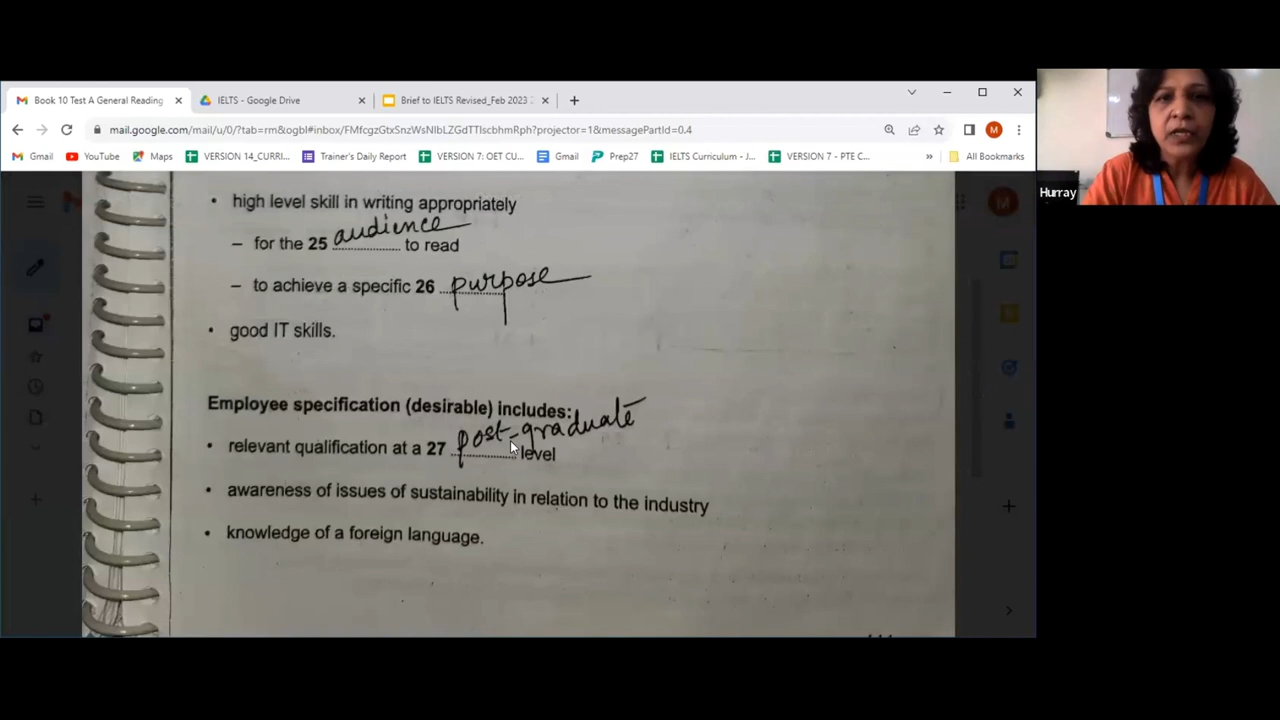 Book 10 Test A General Reading
IELTS - Google Drive
Brief to IELTS Revised_Feb 2023
mail.google.com/mail/u/0/?tab=rm&ogbl#inbox/FMfcgzGtxSnzWsNlbLZGdTTlscbhmRph?projector=1&messagePartId=0.4
M
Gmail YouTube Maps VERSION 14_CURRI... Trainer's Daily Report VERSION 7: OET CU... Gmail Prep27 IELTS Curriculum - J... VERSION 7 - PTE C... » All Bookmarks
Hurray
M
• high level skill in writing appropriately
– for the 25 audience to read
– to achieve a specific 26 purpose
• good IT skills.
Employee specification (desirable) includes:
• relevant qualification at a 27 post-graduate level
• awareness of issues of sustainability in relation to the industry
• knowledge of a foreign language.